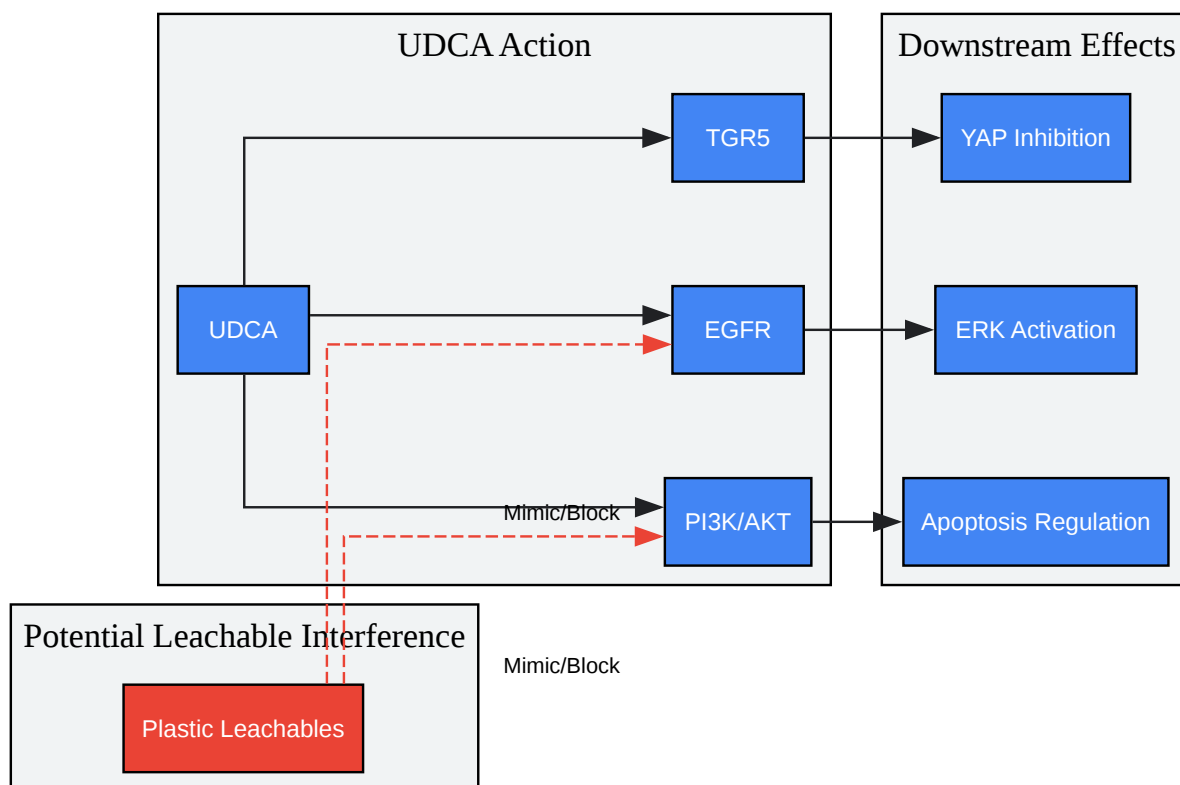 UDCA Action
Downstream Effects
TGR5
YAP Inhibition
UDCA
EGFR
ERK Activation
Mimic/Block
PI3K/AKT
Apoptosis Regulation
Potential Leachable Interference
Mimic/Block
Plastic Leachables